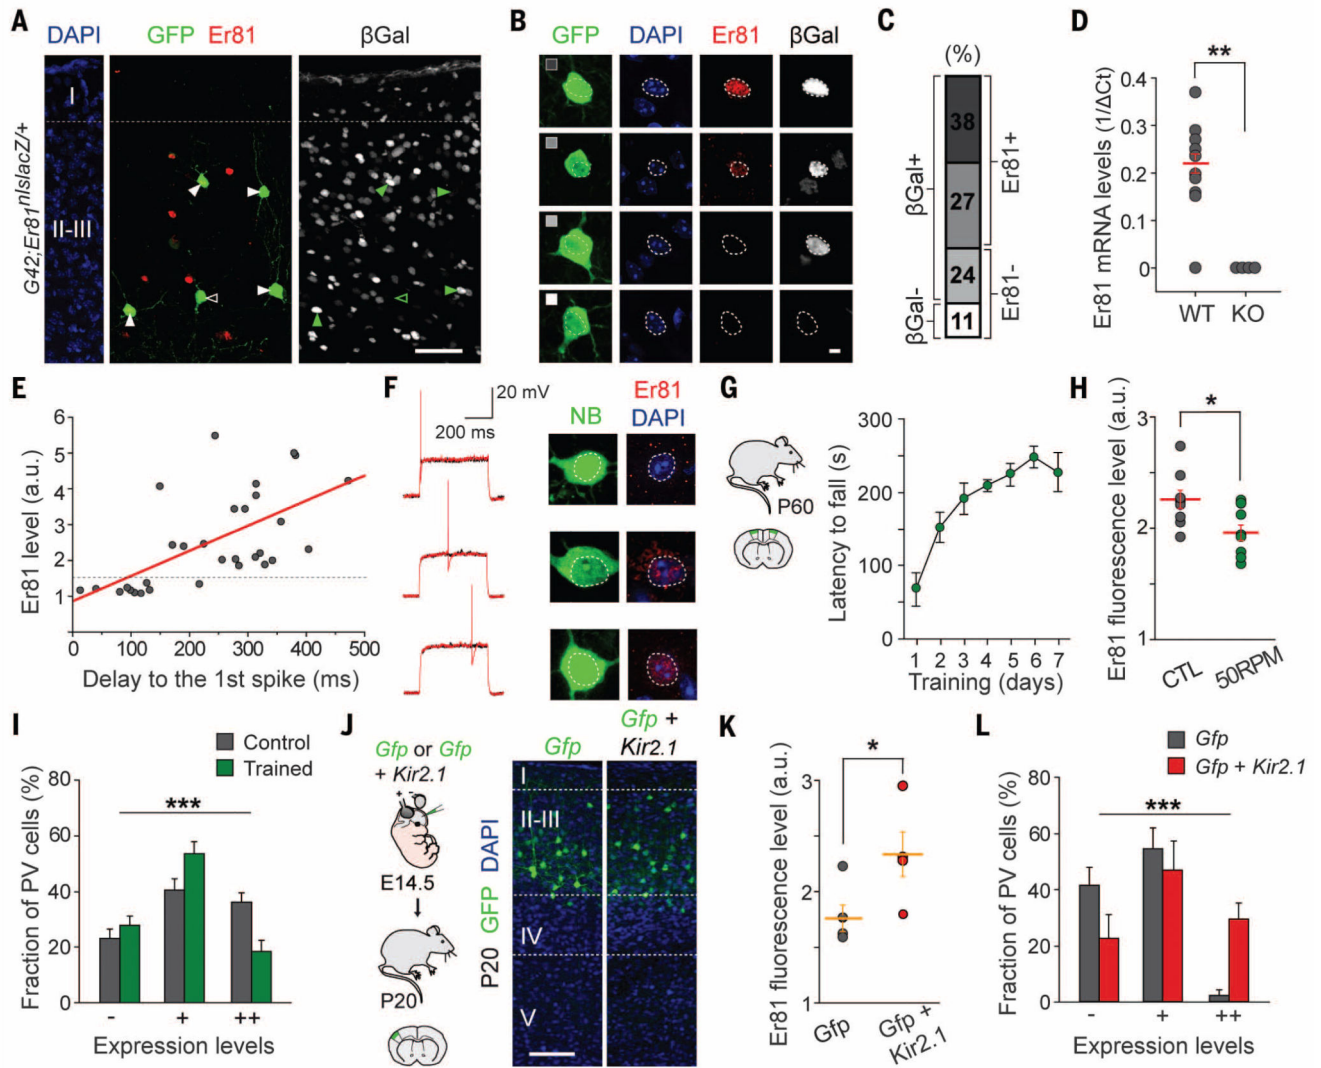 A
DAPI
GFP Er81
βGal
G42;Er81nlslacZ/+
I
II-III
B
GFP
DAPI
Er81
βGal
C
(%)
βGal+
βGal-
38
27
24
11
Er81+
Er81-
D
**
Er81 mRNA levels (1/ΔCt)
0.4
0.3
0.2
0.1
0
WT
KO
E
Er81 level (a.u.)
6
5
4
3
2
1
0
100
200
300
400
500
Delay to the 1st spike (ms)
F
20 mV
200 ms
NB
Er81
DAPI
G
P60
Latency to fall (s)
300
200
100
0
1
2
3
4
5
6
7
Training (days)
H
*
Er81 fluorescence level (a.u.)
3
2
1
CTL
50RPM
I
Control
Trained
***
Fraction of PV cells (%)
80
60
40
20
0
-
+
++
Expression levels
J
Gfp or Gfp
+ Kir2.1
+ -
E14.5
P20
P20 GFP DAPI
Gfp
Gfp +
Kir2.1
I
II-III
IV
V
K
*
Er81 fluorescence level (a.u.)
3
2
1
Gfp
Gfp +
Kir2.1
L
Gfp
Gfp + Kir2.1
***
Fraction of PV cells (%)
80
60
40
20
0
-
+
++
Expression levels